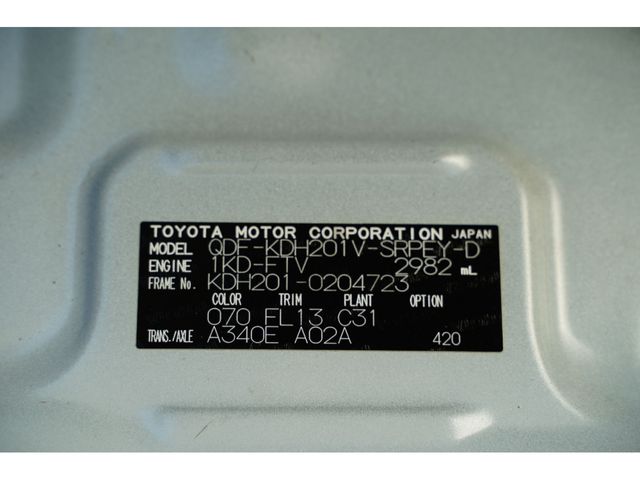 TOYOTA MOTOR CORPORATION JAPAN
MODEL QDF-KDH201V-SRPEY-D
ENGINE 1KD-FTV 2982 mL
FRAME No. KDH201-0204723
COLOR TRIM PLANT OPTION
070 FL13 C31
TRANS./AXLE A340E A02A 420